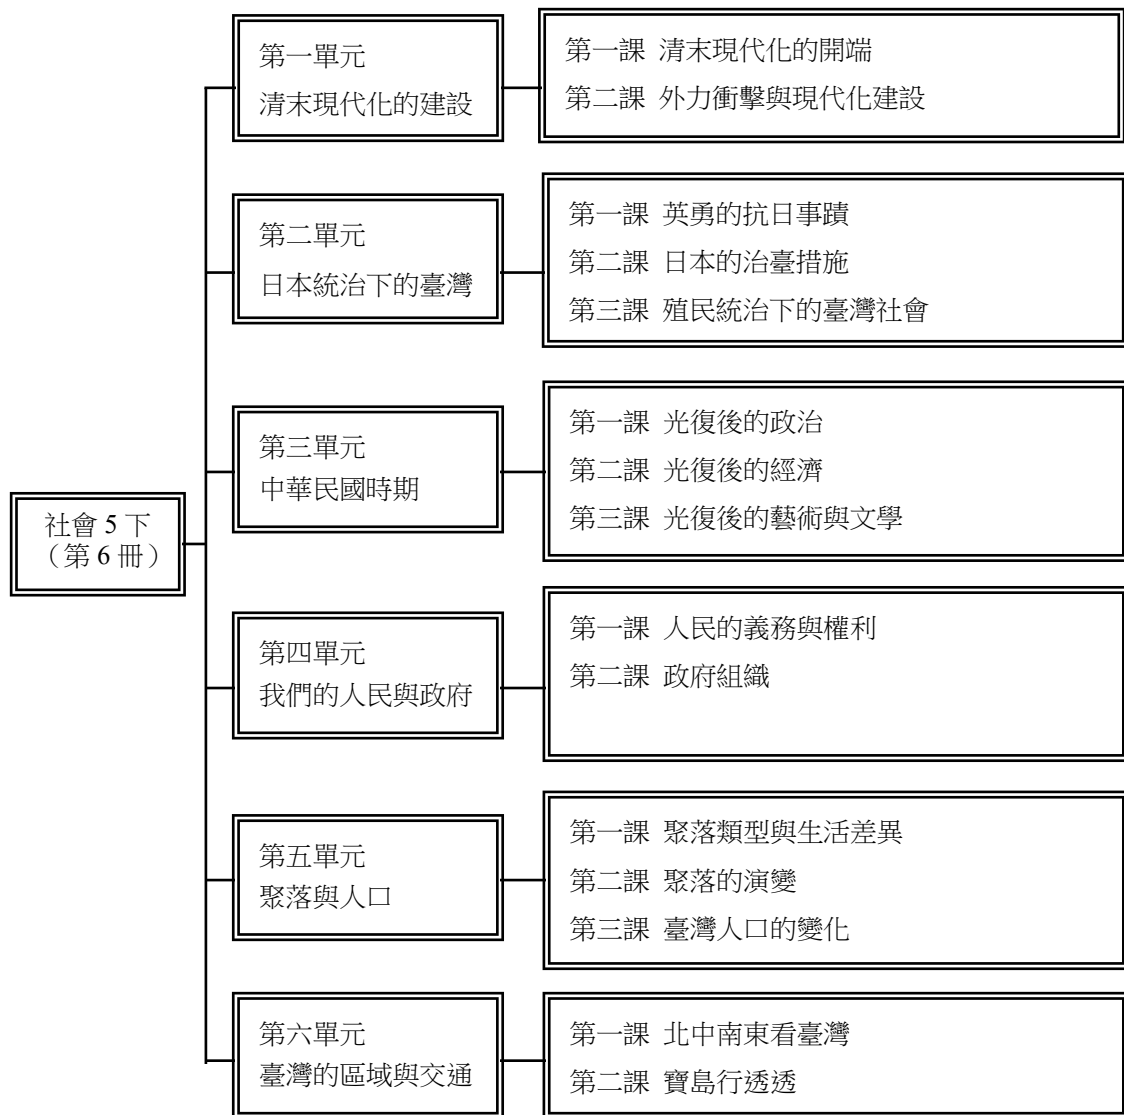 社會 5 下
（第 6 冊）
第一單元
清末現代化的建設
第一課 清末現代化的開端
第二課 外力衝擊與現代化建設
第二單元
日本統治下的臺灣
第一課 英勇的抗日事蹟
第二課 日本的治臺措施
第三課 殖民統治下的臺灣社會
第三單元
中華民國時期
第一課 光復後的政治
第二課 光復後的經濟
第三課 光復後的藝術與文學
第四單元
我們的人民與政府
第一課 人民的義務與權利
第二課 政府組織
第五單元
聚落與人口
第一課 聚落類型與生活差異
第二課 聚落的演變
第三課 臺灣人口的變化
第六單元
臺灣的區域與交通
第一課 北中南東看臺灣
第二課 寶島行透透